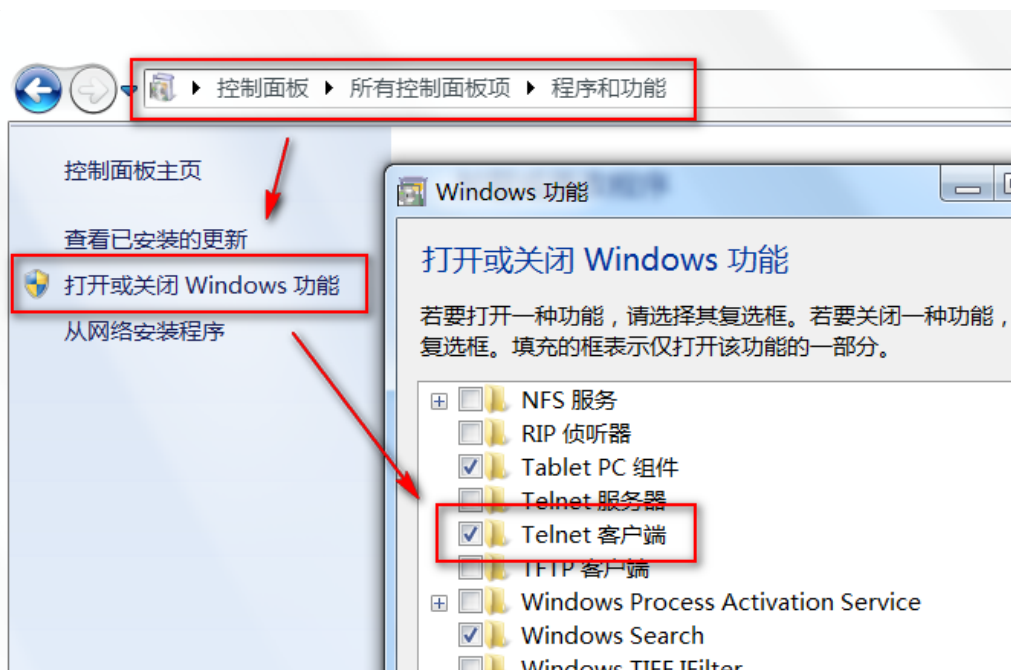 控制面板 所有控制面板项 程序和功能
控制面板主页
查看已安装的更新
打开或关闭 Windows 功能
从网络安装程序
Windows 功能
打开或关闭 Windows 功能
若要打开一种功能，请选择其复选框。若要关闭一种功能，
复选框。填充的框表示仅打开该功能的一部分。
NFS 服务
RIP 侦听器
Tablet PC 组件
Telnet 服务器
Telnet 客户端
TFTP 客户端
Windows Process Activation Service
Windows Search
Windows TIFF IFilter